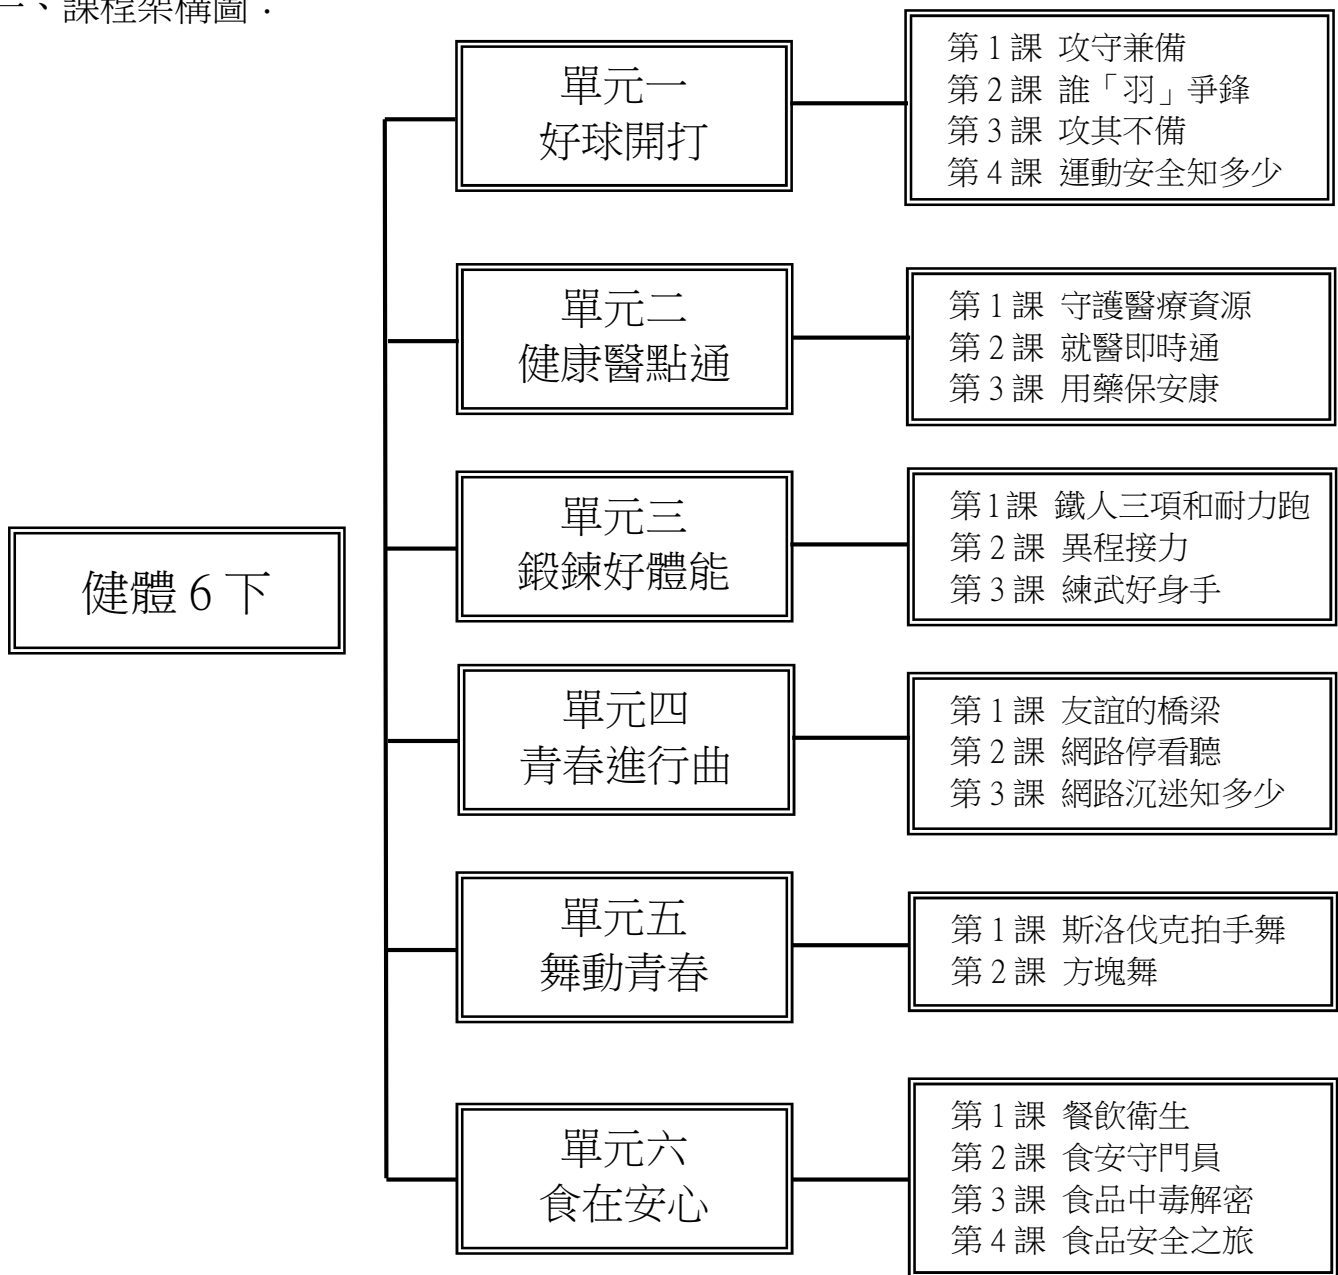 一、課程架構圖：
健體 6 下
單元一
好球開打
第 1 課 攻守兼備
第 2 課 誰「羽」爭鋒
第 3 課 攻其不備
第 4 課 運動安全知多少
單元二
健康醫點通
第 1 課 守護醫療資源
第 2 課 就醫即時通
第 3 課 用藥保安康
單元三
鍛鍊好體能
第 1 課 鐵人三項和耐力跑
第 2 課 異程接力
第 3 課 練武好身手
單元四
青春進行曲
第 1 課 友誼的橋梁
第 2 課 網路停看聽
第 3 課 網路沉迷知多少
單元五
舞動青春
第 1 課 斯洛伐克拍手舞
第 2 課 方塊舞
單元六
食在安心
第 1 課 餐飲衛生
第 2 課 食安守門員
第 3 課 食品中毒解密
第 4 課 食品安全之旅